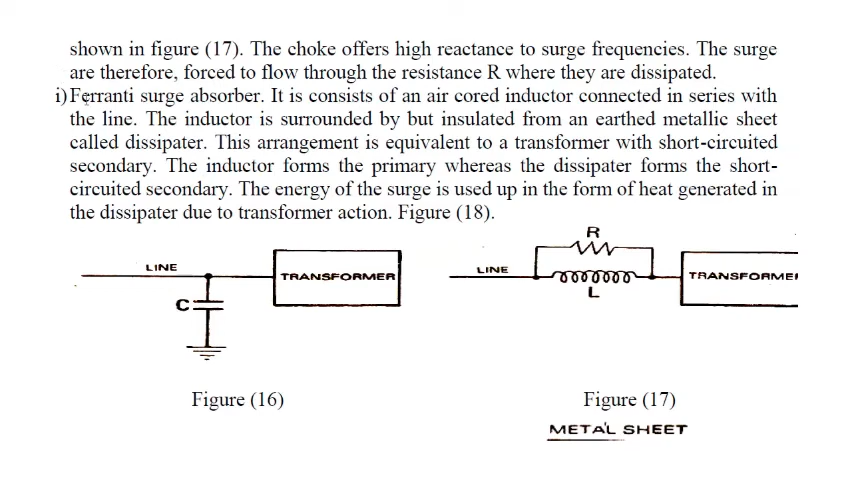 shown in figure (17). The choke offers high reactance to surge frequencies. The surge
are therefore, forced to flow through the resistance R where they are dissipated.
i) Ferranti surge absorber. It is consists of an air cored inductor connected in series with
the line. The inductor is surrounded by but insulated from an earthed metallic sheet
called dissipater. This arrangement is equivalent to a transformer with short-circuited
secondary. The inductor forms the primary whereas the dissipater forms the short-
circuited secondary. The energy of the surge is used up in the form of heat generated in
the dissipater due to transformer action. Figure (18).
LINE
TRANSFORMER
C
R
LINE
L
TRANSFORMER
Figure (16)
Figure (17)
METAL SHEET